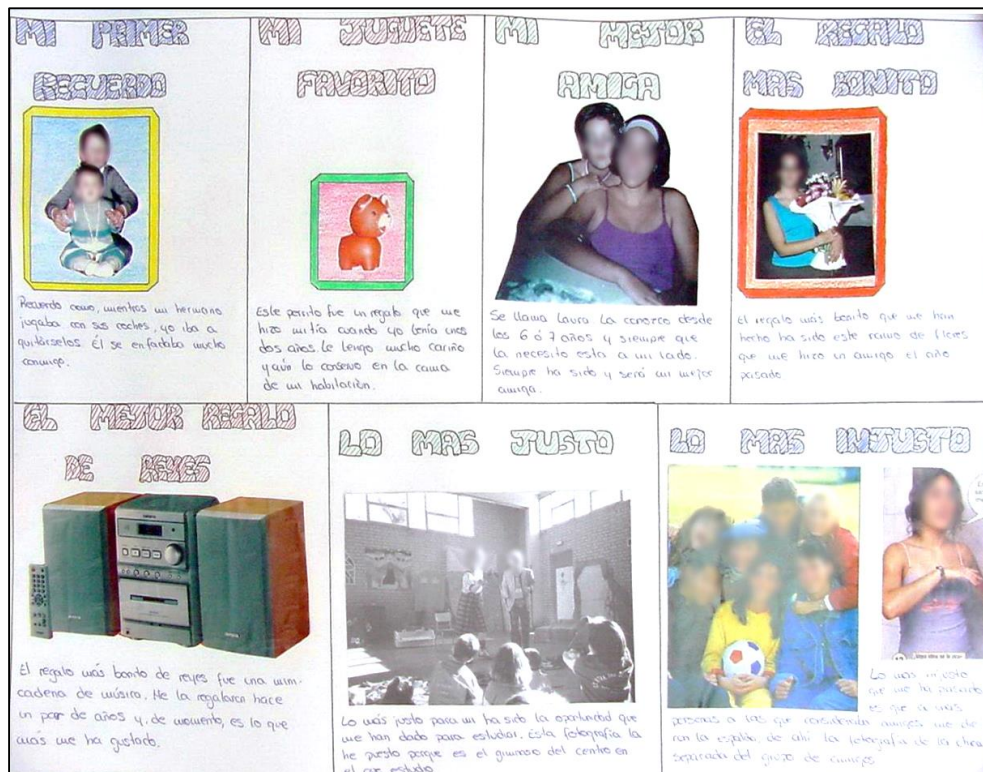 MI PRIMER
RECUERDO
Recuerdo como, mientras mi hermano
jugaba con sus coches, yo iba a
quitárselos. Él se enfadaba mucho
conmigo.
MI JUGUETE
FAVORITO
Este perrito fue un regalo que me
hizo mi tía cuando yo tenía unos
dos años. Le tengo mucho cariño
y aún lo conservo en la cama
de mi habitación.
MI MEJOR
AMIGA
Se llama Laura. La conozco desde
los 6 ó 7 años y siempre que
la necesito esta a mi lado.
Siempre ha sido y será mi mejor
amiga.
EL REGALO
MAS BONITO
El regalo más bonito que me han
hecho ha sido este ramo de flores
que me hizo un amigo el año
pasado.
EL MEJOR REGALO
DE REYES
El regalo más bonito de reyes fue una mini-
cadena de música. Me la regalaron hace
un par de años y, de momento, es lo que
más me ha gustado.
LO MAS JUSTO
Lo más justo para mi ha sido la oportunidad que
me han dado para estudiar. Esta fotografía la
he puesto porque es el gimnasio del centro en
el que estudio.
LO MAS INJUSTO
Lo más injusto
que me ha pasado
es que a unas
personas a las que consideraba amigos me die-
ron la espalda, de ahí la fotografía de la chica
separada del grupo de amigos